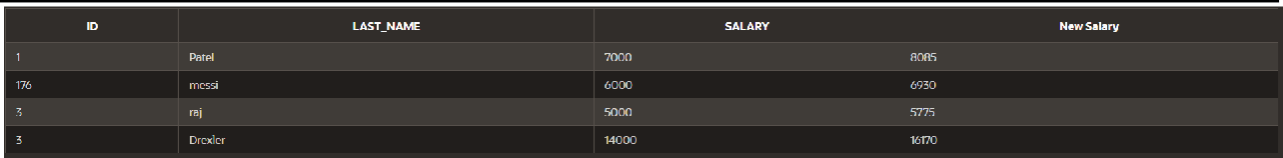 ID LAST_NAME SALARY New Salary
1 Patel 7000 8085
176 messi 6000 6930
3 raj 5000 5775
3 Drexler 14000 16170